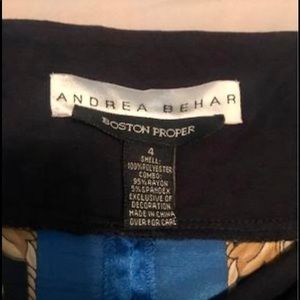 ANDREA BEHAR
BOSTON PROPER
4
SHELL:
100% POLYESTER
COMBO:
95% RAYON
5% SPANDEX
EXCLUSIVE OF
DECORATION
MADE IN CHINA
OVER FOR CARE